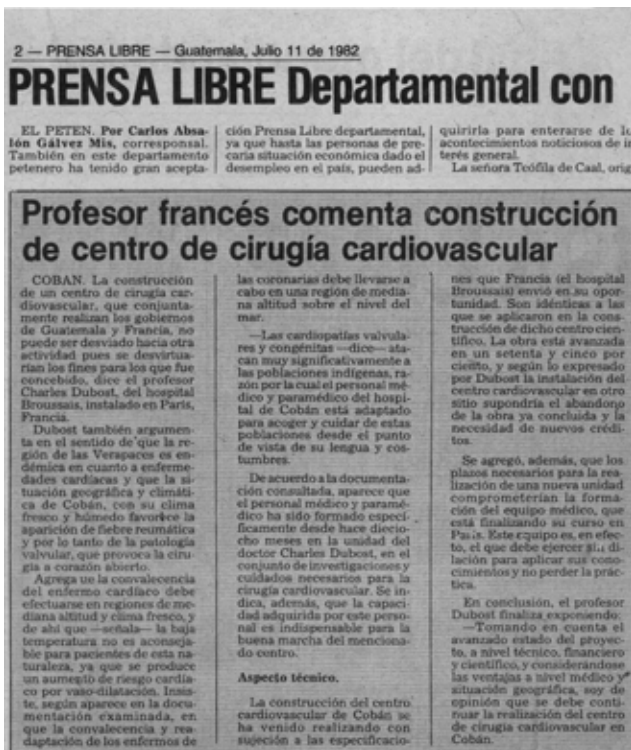 2 — PRENSA LIBRE — Guatemala, Julio 11 de 1982
PRENSA LIBRE Departamental con
EL PETEN. Por Carlos Absa-
lón Gálvez Mis, corresponsal.
También en este departamento
petenero ha tenido gran acepta-
ción Prensa Libre departamental,
ya que hasta las personas de pre-
caria situación económica dado el
desempleo en el país, pueden ad-
quirirla para enterarse de lo
acontecimientos noticiosos de in
terés general.
La señora Teófila de Caal, orig
Profesor francés comenta construcción
de centro de cirugía cardiovascular
COBAN. La construcción
de un centro de cirugía car-
diovascular, que conjunta-
mente realizan los gobiernos
de Guatemala y Francia, no
puede ser desviado hacia otra
actividad pues se desvirtua-
rían los fines para los que fue
concebido, dice el profesor
Charles Dubost, del hospital
Broussais, instalado en París,
Francia.
Dubost también argumen-
ta en el sentido de que la re-
gión de las Verapaces es en-
démica en cuanto a enferme-
dades cardíacas y que la si-
tuación geográfica y climáti-
ca de Cobán, con su clima
fresco y húmedo favorece la
aparición de fiebre reumática
y por lo tanto de la patología
valvular, que provoca la ciru-
gía a corazón abierto.
Agrega ue la convalecencia
del enfermo cardíaco debe
efectuarse en regiones de me-
diana altitud y clima fresco, y
de ahí que —señala— la baja
temperatura no es aconseja-
ble para pacientes de esta na-
turaleza, ya que se produce
un aumento de riesgo cardía-
co por vaso-dilatación. Insis-
te, según aparece en la docu-
mentación examinada, en
que la convalecencia y rea-
daptación de los enfermos de
las coronarias debe llevarse a
cabo en una región de media-
na altitud sobre el nivel del
mar.
—Las cardiopatías valvula-
res y congénitas —dice— ata-
can muy significativamente a
las poblaciones indígenas, ra-
zón por la cual el personal mé-
dico y paramédico del hospi-
tal de Cobán está adaptado
para acoger y cuidar de estas
poblaciones desde el punto
de vista de su lengua y cos-
tumbres.
De acuerdo a la documenta-
ción consultada, aparece que
el personal médico y paramé-
dico ha sido formado especí-
ficamente desde hace diecio-
cho meses en la unidad del
doctor Charles Dubost, en el
conjunto de investigaciones y
cuidados necesarios para la
cirugía cardiovascular. Se in-
dica, además, que la capaci-
dad adquirida por este perso-
nal es indispensable para la
buena marcha del menciona-
do centro.
Aspecto técnico.
La construcción del centro
cardiovascular de Cobán se
ha venido realizando con
sujeción a las especificacio-
nes que Francia (el hospital
Broussais) envió en su opor-
tunidad. Son idénticas a las
que se aplicaron en la cons-
trucción de dicho centro cien-
tífico. La obra está avanzada
en un setenta y cinco por
ciento, y según lo expresado
por Dubost la instalación del
centro cardiovascular en otro
sitio supondría el abandono
de la obra ya concluida y la
necesidad de nuevos crédi-
tos.
Se agregó, además, que los
plazos necesarios para la rea-
lización de una nueva unidad
comprometerían la forma-
ción del equipo médico, que
está finalizando su curso en
París. Este equipo es, en efec-
to, el que debe ejercer sin di-
lación para aplicar sus cono-
cimientos y no perder la prác-
tica.
En conclusión, el profesor
Dubost finaliza exponiendo:
—Tomando en cuenta el
avanzado estado del proyec-
to, a nivel técnico, financiero
y científico, y considerándose
las ventajas a nivel médico y
situación geográfica, soy de
opinión que se debe conti-
nuar la realización del centro
de cirugía cardiovascular en
Cobán.